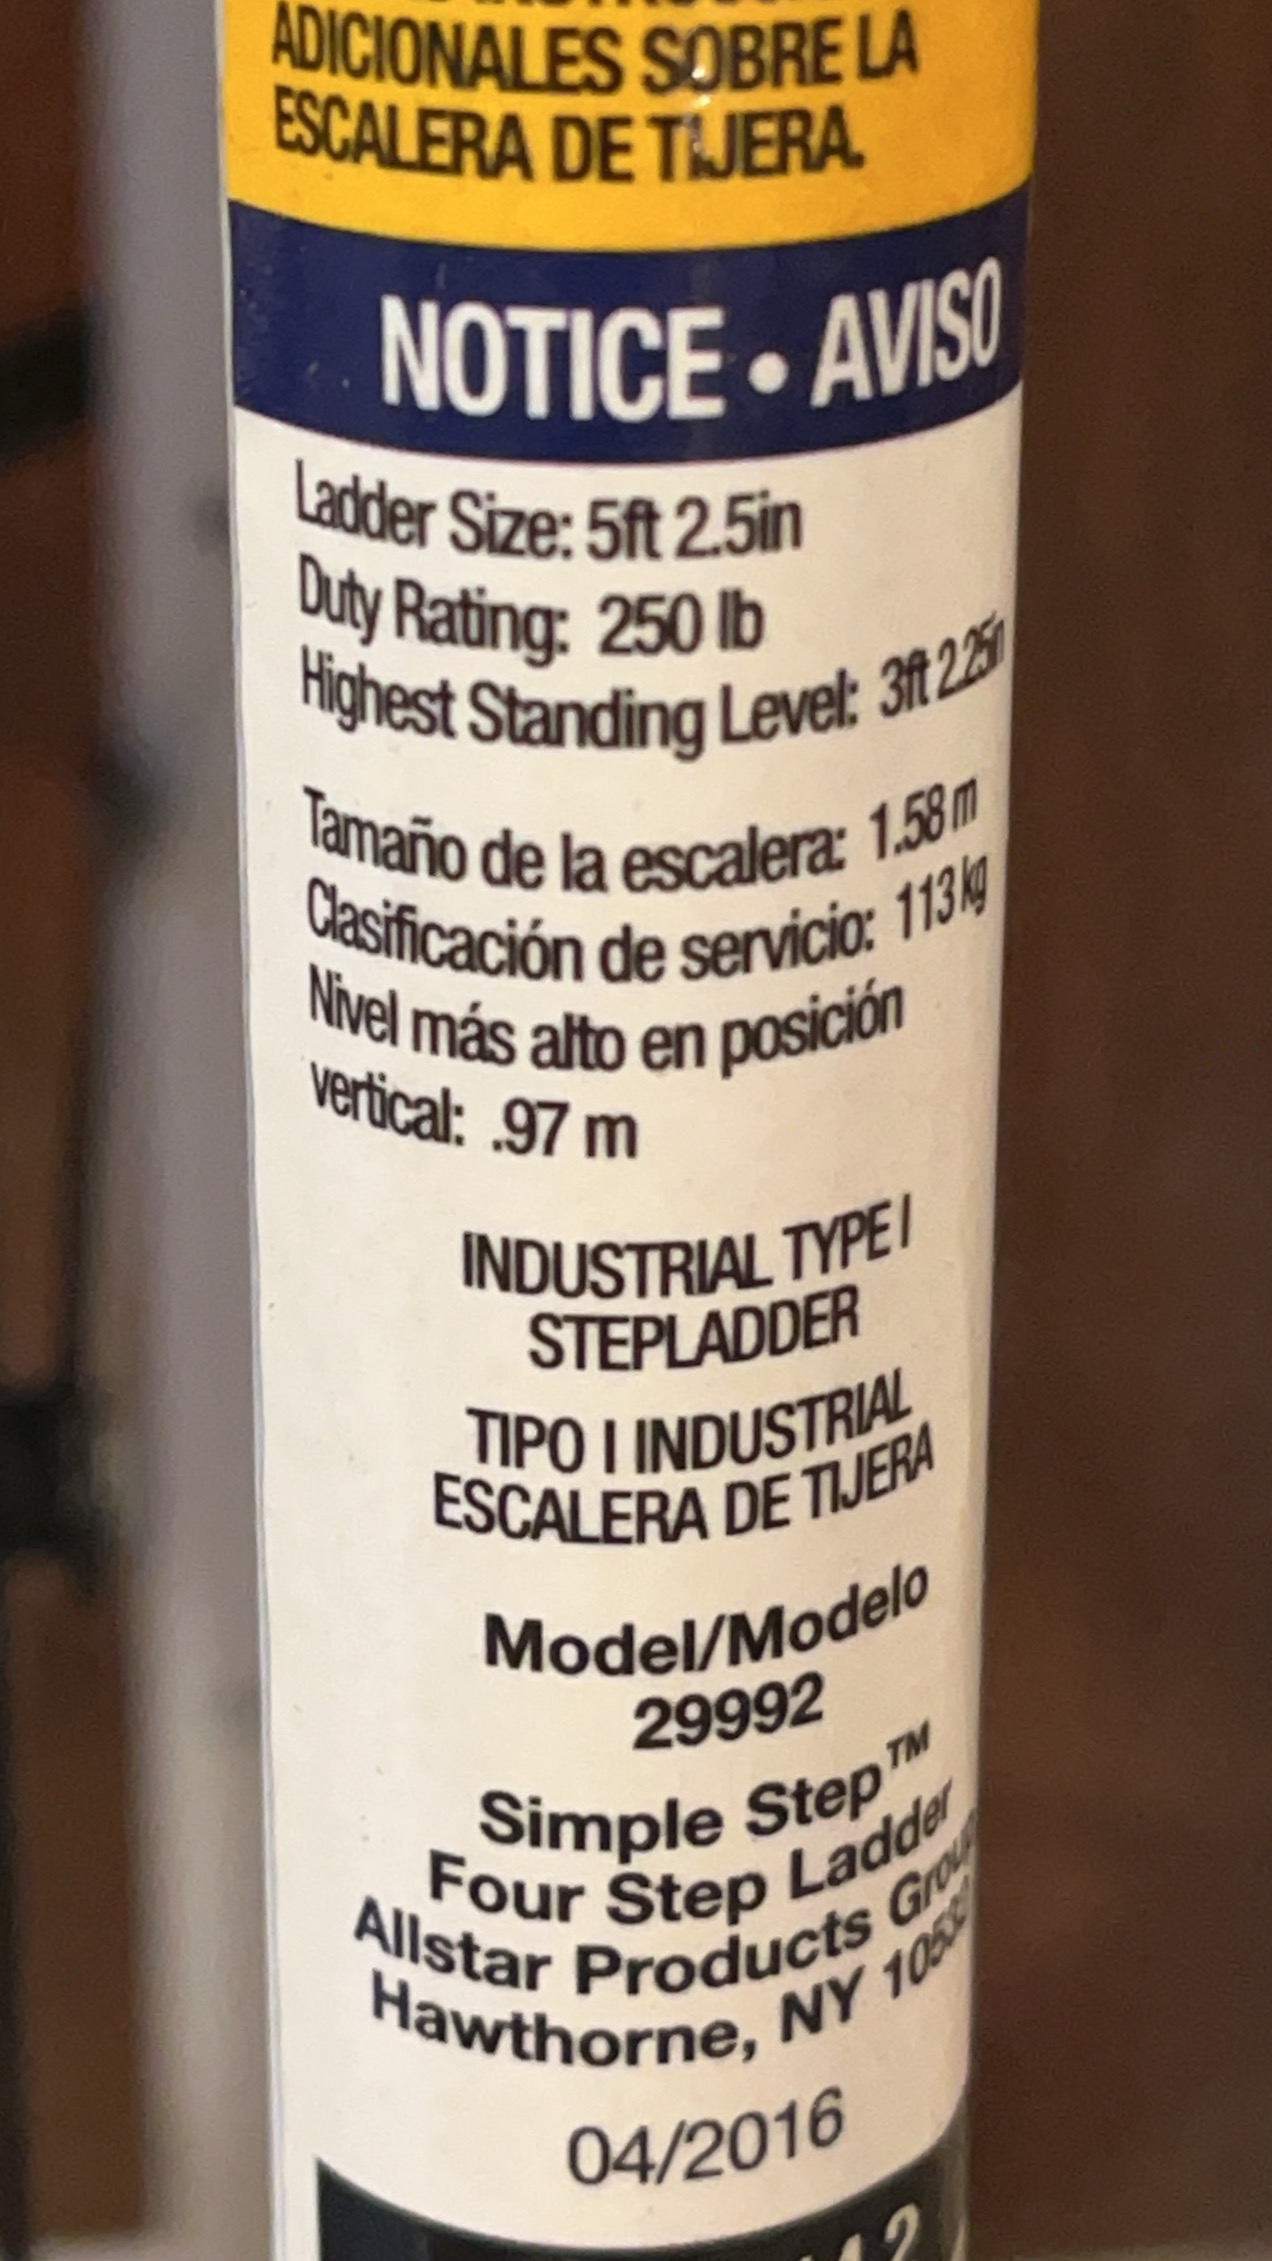 ADICIONALES SOBRE LA
ESCALERA DE TIJERA.
NOTICE • AVISO
Ladder Size: 5ft 2.5in
Duty Rating: 250 lb
Highest Standing Level: 3ft 2.25in
Tamaño de la escalera: 1.58 m
Clasificación de servicio: 113 kg
Nivel más alto en posición
vertical: .97 m
INDUSTRIAL TYPE I
STEPLADDER
TIPO I INDUSTRIAL
ESCALERA DE TIJERA
Model/Modelo
29992
Simple Step™
Four Step Ladder
Allstar Products Group
Hawthorne, NY
04/2016